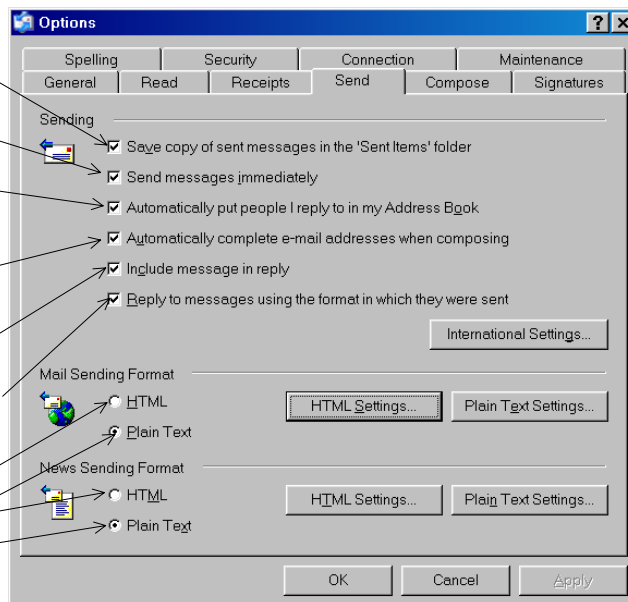 Options
Spelling Security Connection Maintenance
General Read Receipts Send Compose Signatures
Sending
Save copy of sent messages in the 'Sent Items' folder
Send messages immediately
Automatically put people I reply to in my Address Book
Automatically complete e-mail addresses when composing
Include message in reply
Reply to messages using the format in which they were sent
International Settings...
Mail Sending Format
HTML HTML Settings... Plain Text Settings...
Plain Text
News Sending Format
HTML HTML Settings... Plain Text Settings...
Plain Text
OK Cancel Apply